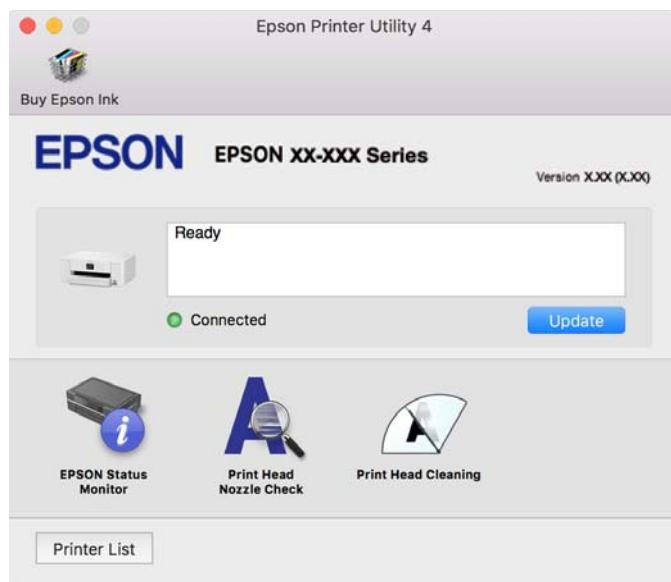 Epson Printer Utility 4
Buy Epson Ink
EPSON
EPSON XX-XXX Series
Version X.XX (X.XX)
Ready
Connected
Update
EPSON Status
Monitor
Print Head
Nozzle Check
Print Head Cleaning
Printer List